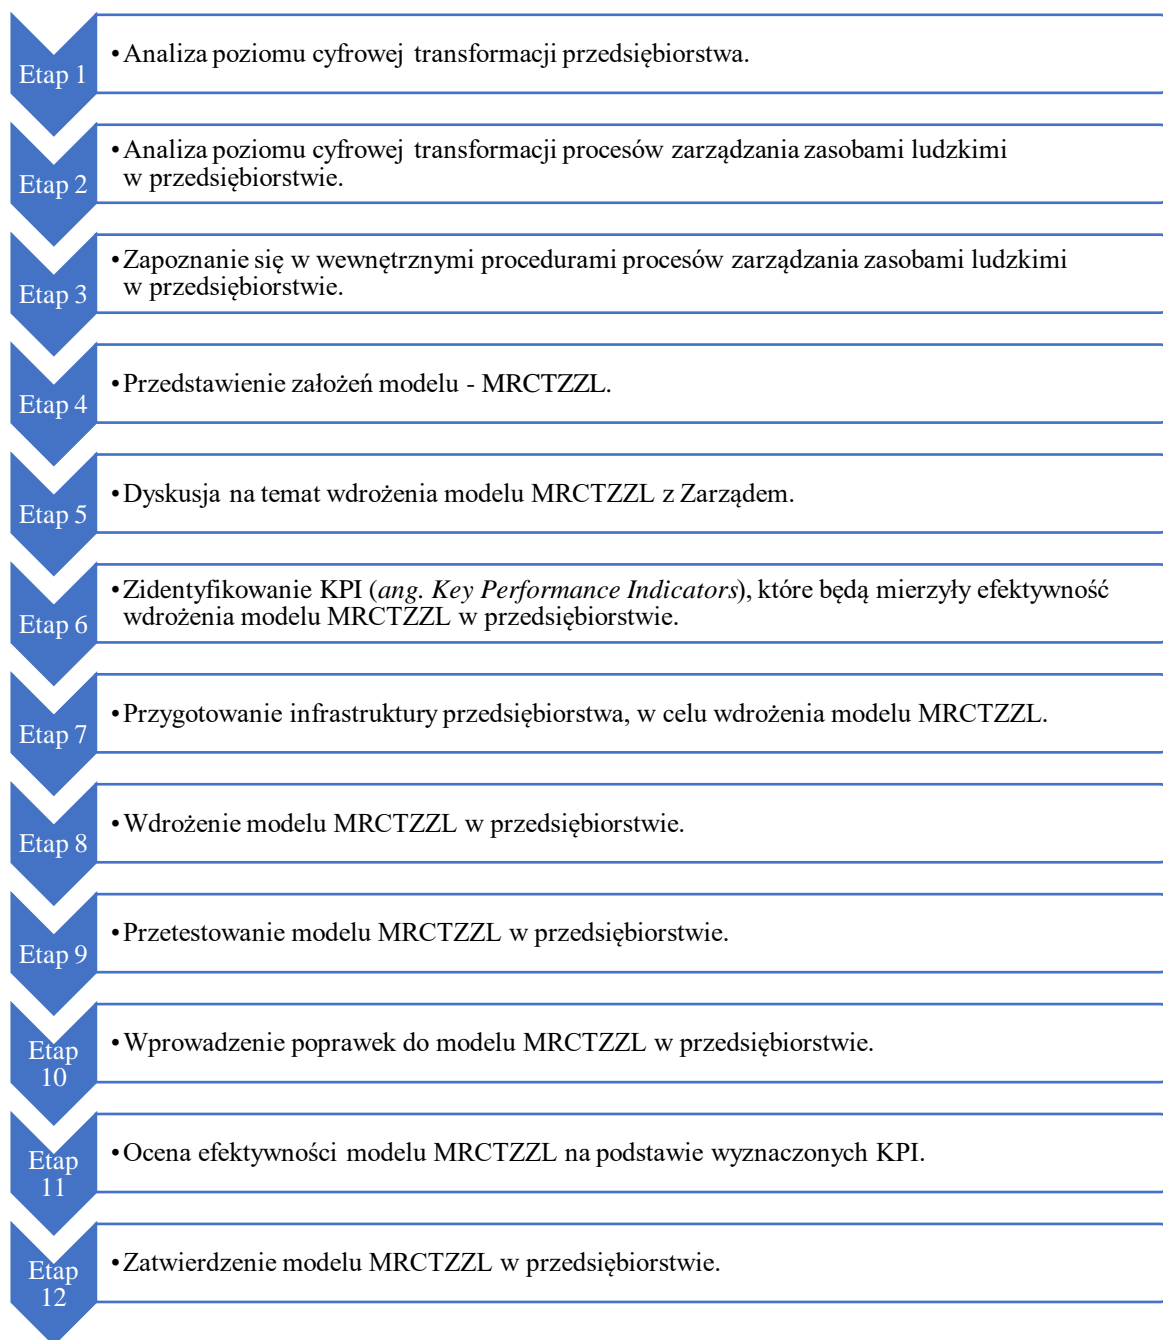 Etap 1
•Analiza poziomu cyfrowej transformacji przedsiębiorstwa.
Etap 2
•Analiza poziomu cyfrowej transformacji procesów zarządzania zasobami ludzkimi
w przedsiębiorstwie.
Etap 3
•Zapoznanie się w wewnętrznymi procedurami procesów zarządzania zasobami ludzkimi
w przedsiębiorstwie.
Etap 4
•Przedstawienie założeń modelu - MRCTZZL.
Etap 5
•Dyskusja na temat wdrożenia modelu MRCTZZL z Zarządem.
Etap 6
•Zidentyfikowanie KPI (ang. Key Performance Indicators), które będą mierzyły efektywność
wdrożenia modelu MRCTZZL w przedsiębiorstwie.
Etap 7
•Przygotowanie infrastruktury przedsiębiorstwa, w celu wdrożenia modelu MRCTZZL.
Etap 8
•Wdrożenie modelu MRCTZZL w przedsiębiorstwie.
Etap 9
•Przetestowanie modelu MRCTZZL w przedsiębiorstwie.
Etap
10
•Wprowadzenie poprawek do modelu MRCTZZL w przedsiębiorstwie.
Etap
11
•Ocena efektywności modelu MRCTZZL na podstawie wyznaczonych KPI.
Etap
12
•Zatwierdzenie modelu MRCTZZL w przedsiębiorstwie.